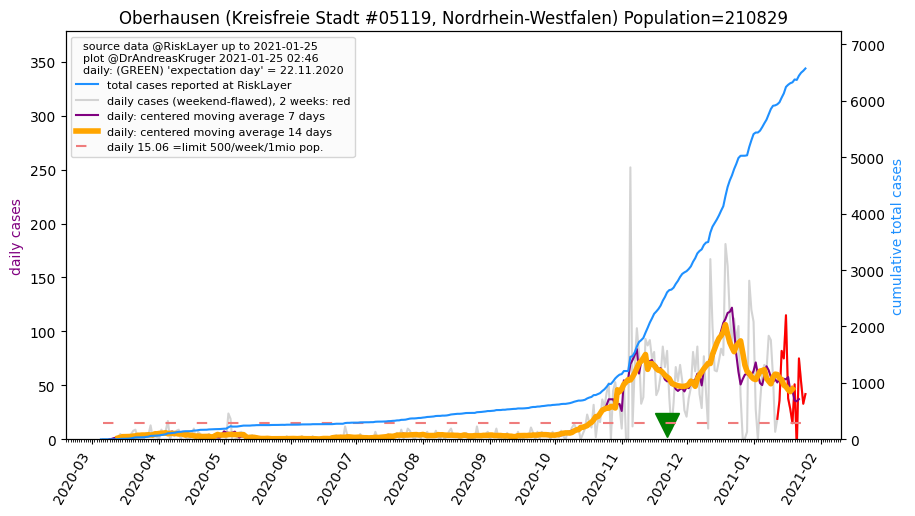 Oberhausen (Kreisfreie Stadt #05119, Nordrhein-Westfalen) Population=210829
source data @RiskLayer up to 2021-01-25
plot @DrAndreasKruger 2021-01-25 02:46
daily: (GREEN) 'expectation day' = 22.11.2020
total cases reported at RiskLayer
daily cases (weekend-flawed), 2 weeks: red
daily: centered moving average 7 days
daily: centered moving average 14 days
daily 15.06 =limit 500/week/1mio pop.
daily cases
350
300
250
200
150
100
50
0
cumulative total cases
7000
6000
5000
4000
3000
2000
1000
0
2020-03
2020-04
2020-05
2020-06
2020-07
2020-08
2020-09
2020-10
2020-11
2020-12
2021-01
2021-02